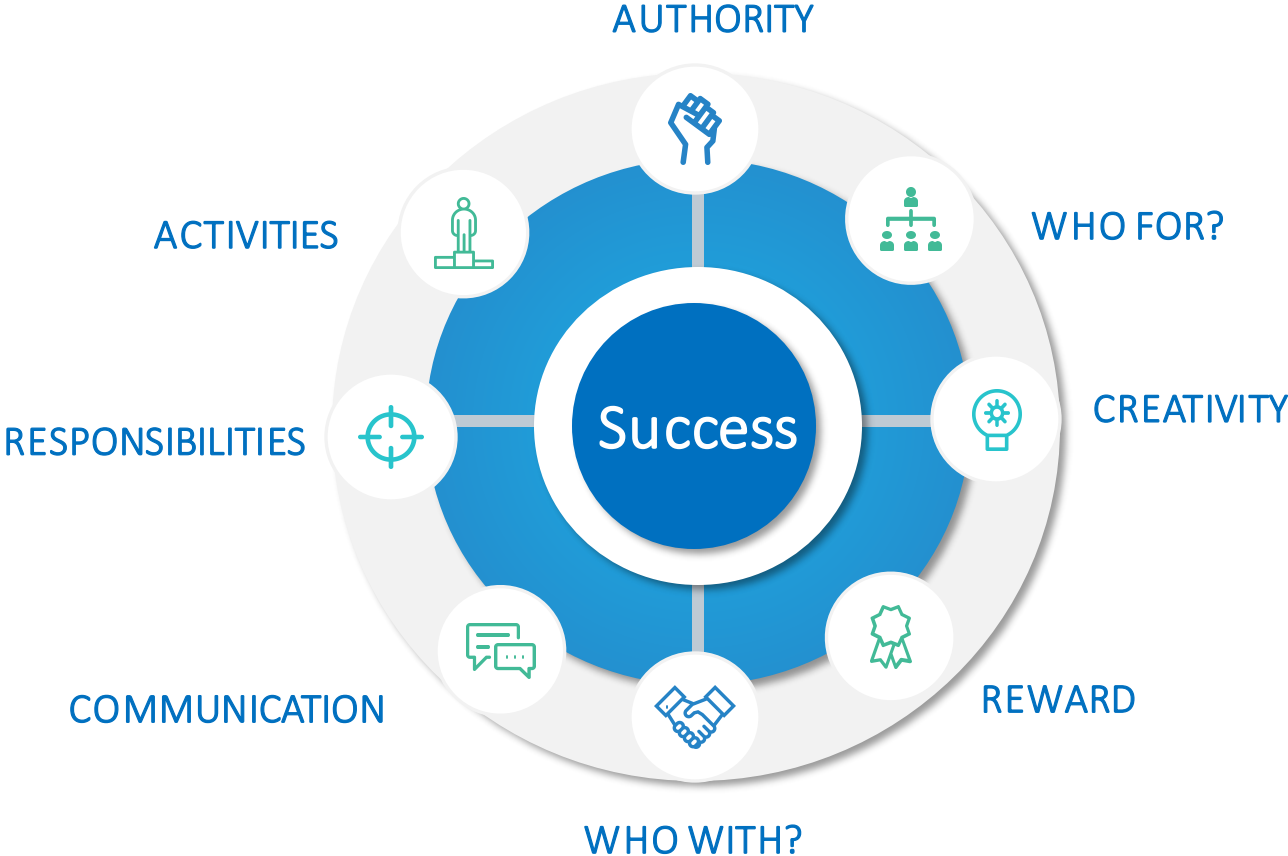 AUTHORITY
ACTIVITIES
WHO FOR?
RESPONSIBILITIES
Success
CREATIVITY
COMMUNICATION
REWARD
WHO WITH?